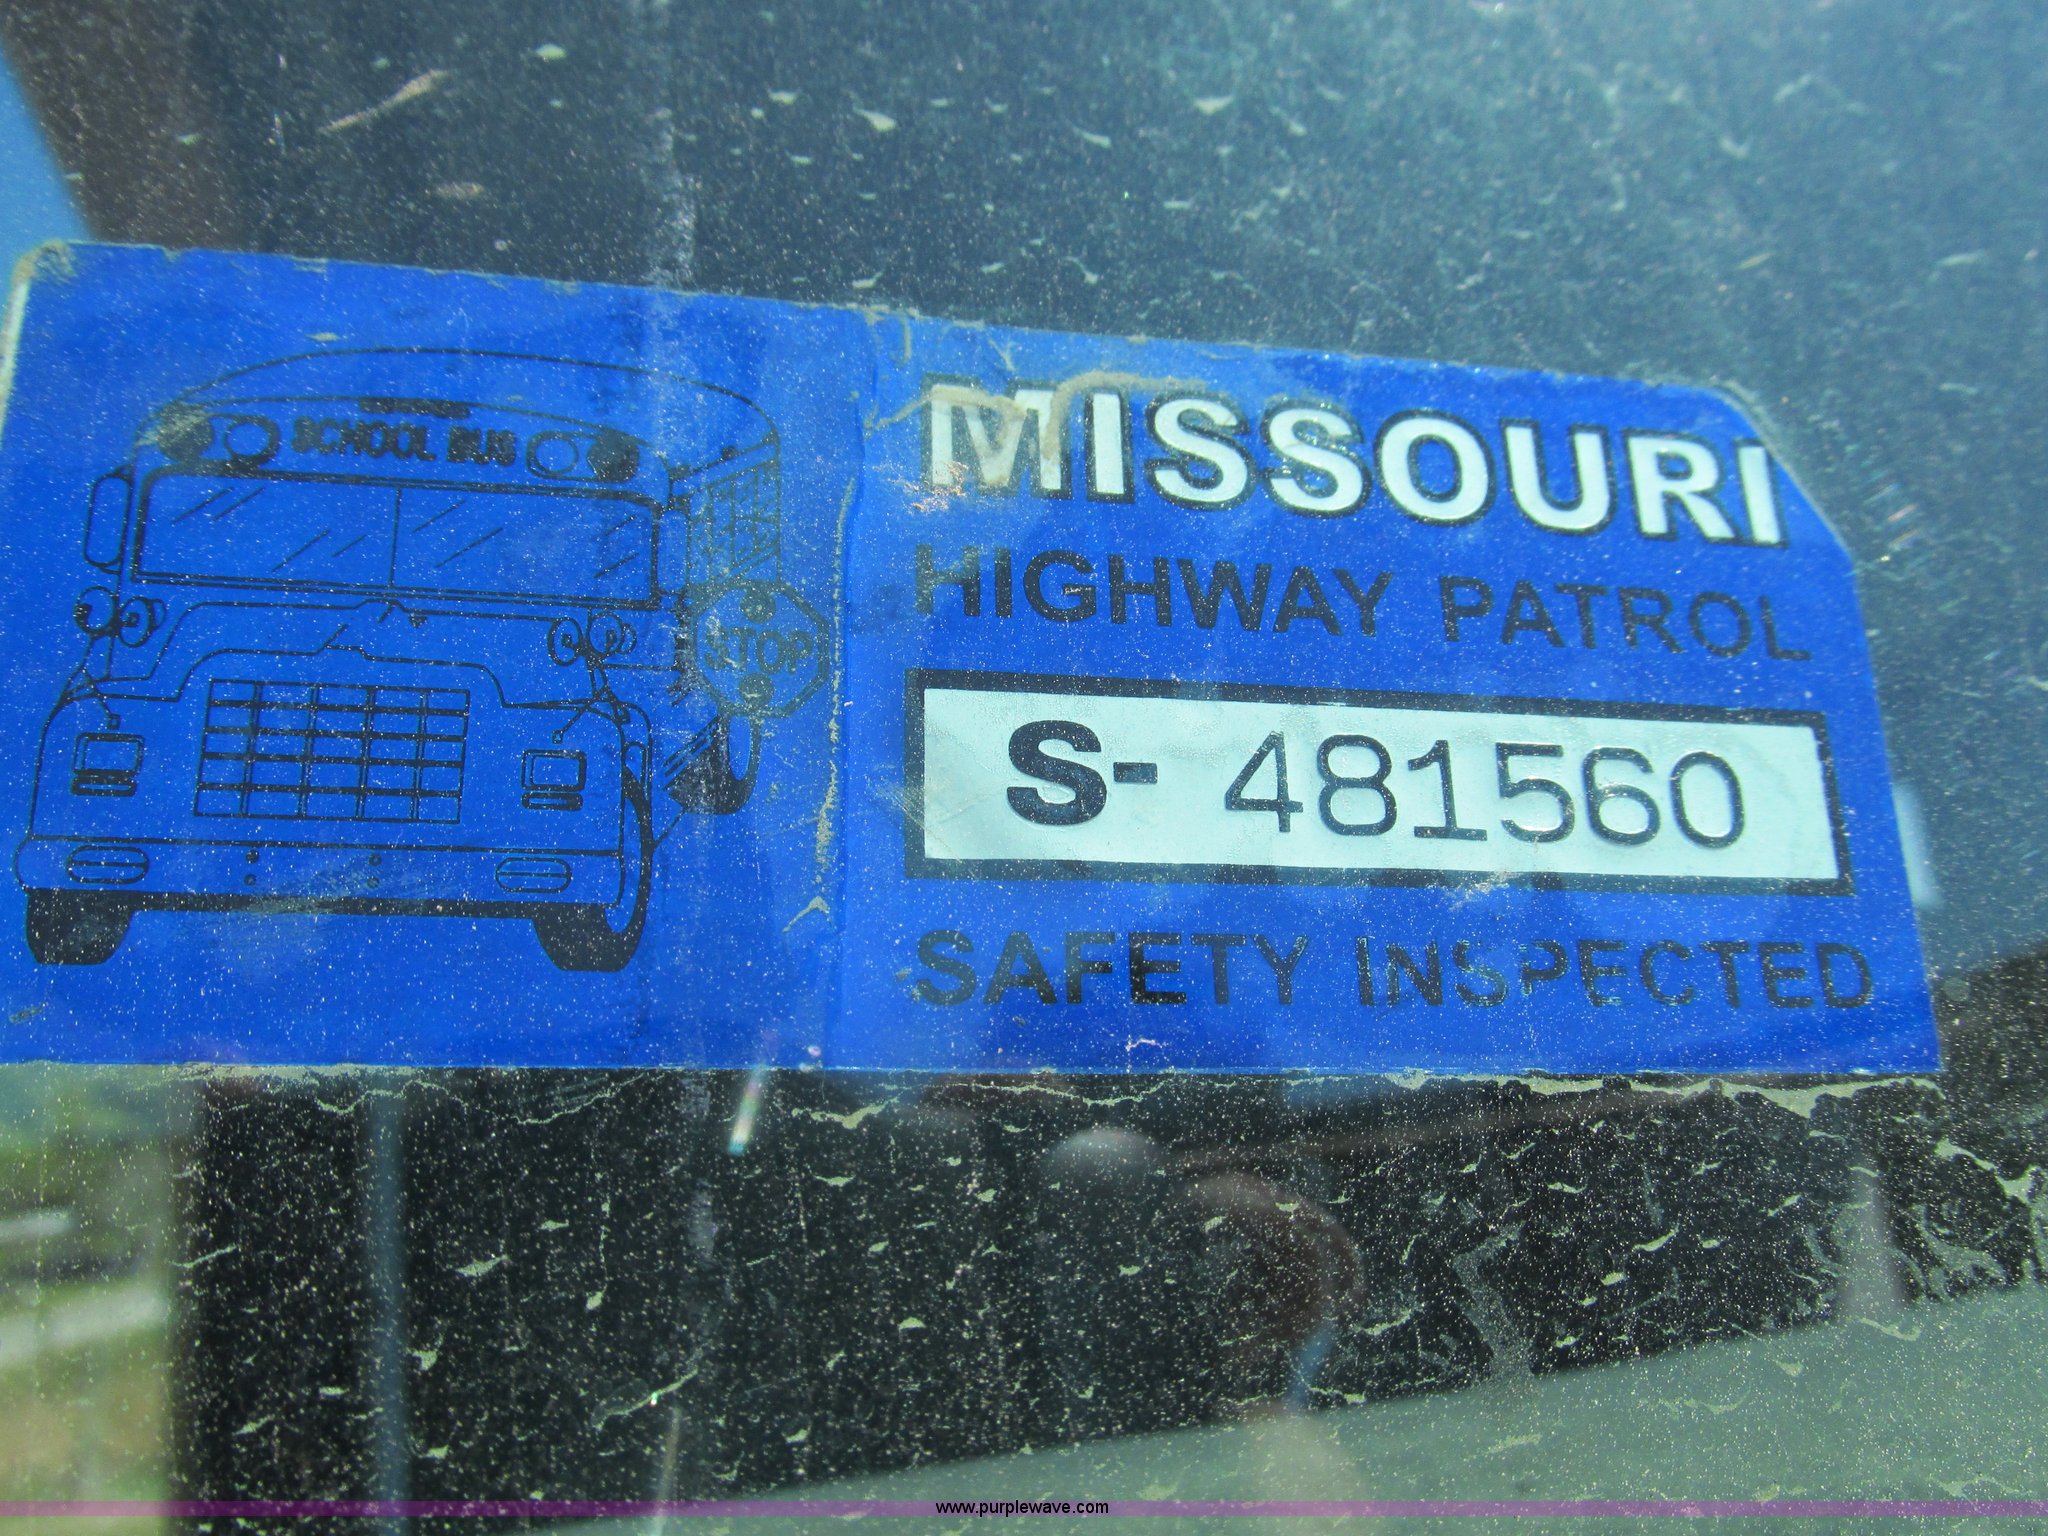 SCHOOL BUS
STOP
MISSOURI
HIGHWAY PATROL
S- 481560
SAFETY INSPECTED
www.purplewave.com